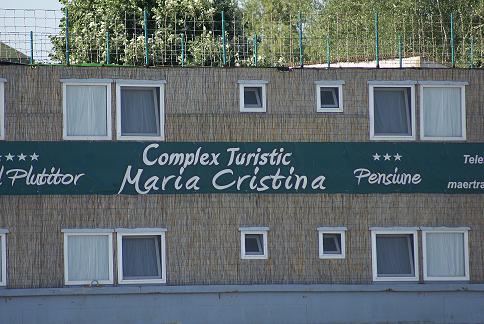 *** Complex Turistic *** Tele
l Plutitor Maria Cristina Pensiune maertra